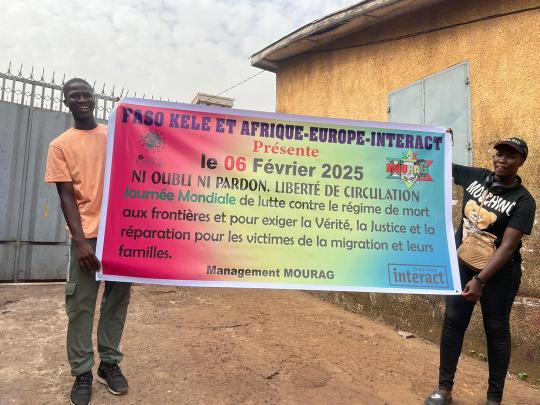 FASO KELE ET AFRIQUE-EUROPE-INTERACT
Présente
le 06 Février 2025
NI OUBLI NI PARDON. LIBERTÉ DE CIRCULATION
Journée Mondiale de lutte contre le régime de mort
aux frontières et pour exiger la Vérité, la Justice et la
réparation pour les victimes de la migration et leurs
familles.
Management MOURAG
MOURAG
interact
MOSCHINO